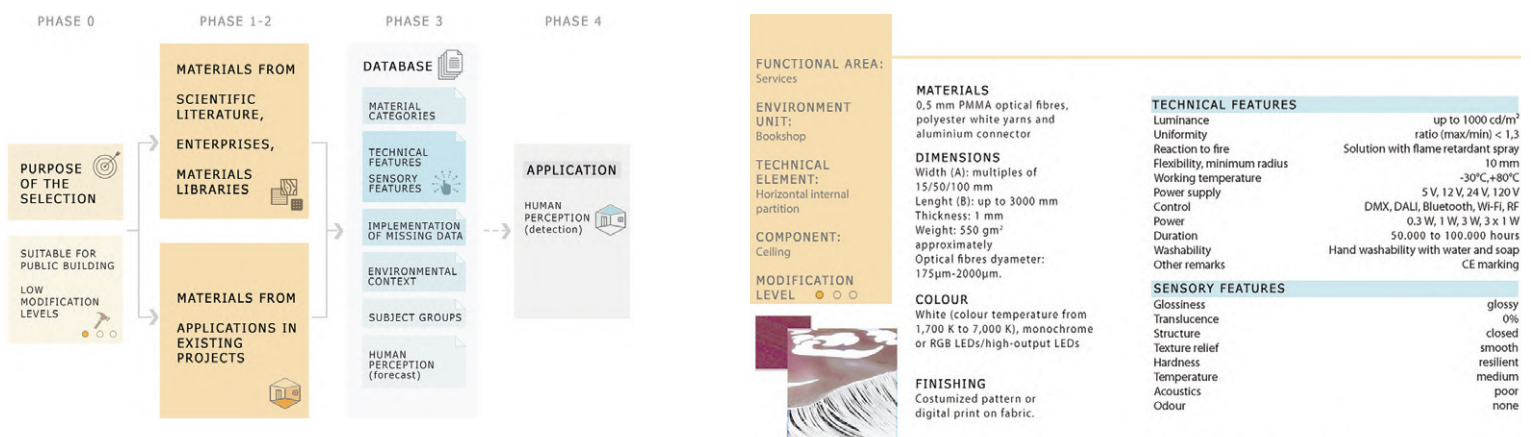 PHASE 0
PHASE 1-2
PHASE 3
PHASE 4
PURPOSE
OF THE
SELECTION
SUITABLE FOR
PUBLIC BUILDING
LOW
MODIFICATION
LEVELS
MATERIALS FROM
SCIENTIFIC
LITERATURE,
ENTERPRISES,
MATERIALS
LIBRARIES
MATERIALS FROM
APPLICATIONS IN
EXISTING
PROJECTS
DATABASE
MATERIAL
CATEGORIES
TECHNICAL
FEATURES
SENSORY
FEATURES
IMPLEMENTATION
OF MISSING DATA
ENVIRONMENTAL
CONTEXT
SUBJECT GROUPS
HUMAN
PERCEPTION
(forecast)
APPLICATION
HUMAN
PERCEPTION
(detection)
FUNCTIONAL AREA:
Services
ENVIRONMENT
UNIT:
Bookshop
TECHNICAL
ELEMENT:
Horizontal internal
partition
COMPONENT:
Ceiling
MODIFICATION
LEVEL
MATERIALS
0,5 mm PMMA optical fibres,
polyester white yarns and
aluminium connector
DIMENSIONS
Width (A): multiples of
15/50/100 mm
Lenght (B): up to 3000 mm
Thickness: 1 mm
Weight: 550 gm²
approximately
Optical fibres dyameter:
175µm-2000µm.
COLOUR
White (colour temperature from
1,700 K to 7,000 K), monochrome
or RGB LEDs/high-output LEDs
FINISHING
Costumized pattern or
digital print on fabric.
TECHNICAL FEATURES
Luminance up to 1000 cd/m²
Uniformity ratio (max/min) < 1,3
Reaction to fire Solution with flame retardant spray
Flexibility, minimum radius 10 mm
Working temperature -30°C,+80°C
Power supply 5 V, 12 V, 24 V, 120 V
Control DMX, DALI, Bluetooth, Wi-Fi, RF
Power 0.3 W, 1 W, 3 W, 3 x 1 W
Duration 50.000 to 100.000 hours
Washability Hand washability with water and soap
Other remarks CE marking
SENSORY FEATURES
Glossiness glossy
Translucence 0%
Structure closed
Texture relief smooth
Hardness resilient
Temperature medium
Acoustics poor
Odour none